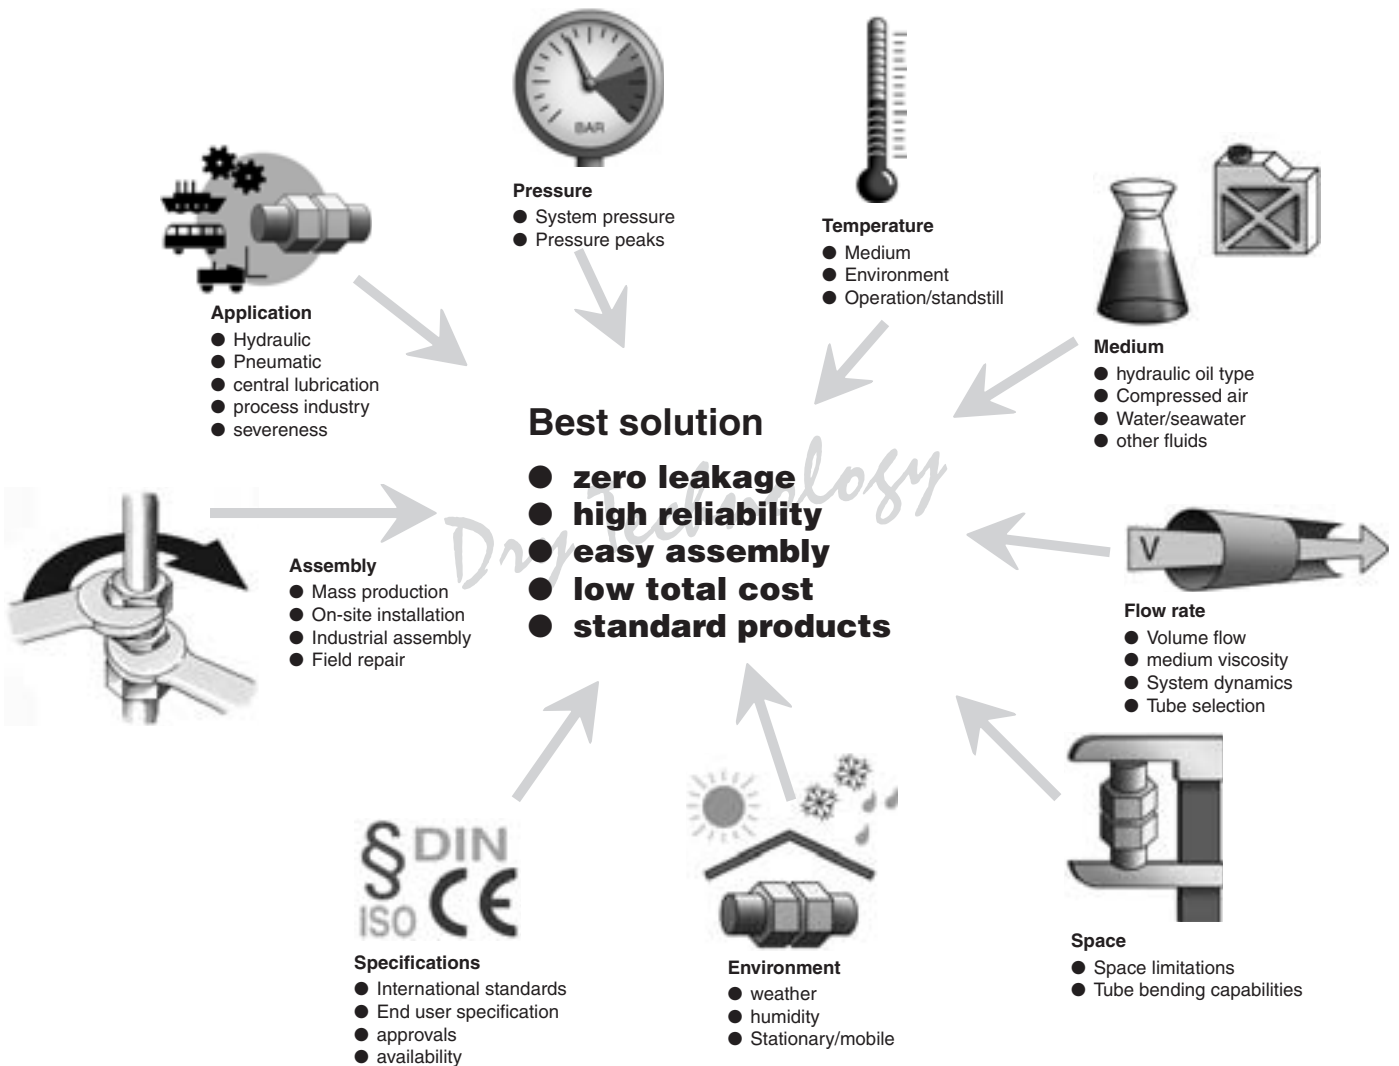 BAR
Pressure
● System pressure
● Pressure peaks
Temperature
● Medium
● Environment
● Operation/standstill
Application
● Hydraulic
● Pneumatic
● central lubrication
● process industry
● severeness
Medium
● hydraulic oil type
● Compressed air
● Water/seawater
● other fluids
Best solution
● zero leakage
● high reliability
● easy assembly
● low total cost
● standard products
Dry Technology
Assembly
● Mass production
● On-site installation
● Industrial assembly
● Field repair
V
Flow rate
● Volume flow
● medium viscosity
● System dynamics
● Tube selection
§ DIN
ISO CE
Specifications
● International standards
● End user specification
● approvals
● availability
Environment
● weather
● humidity
● Stationary/mobile
Space
● Space limitations
● Tube bending capabilities